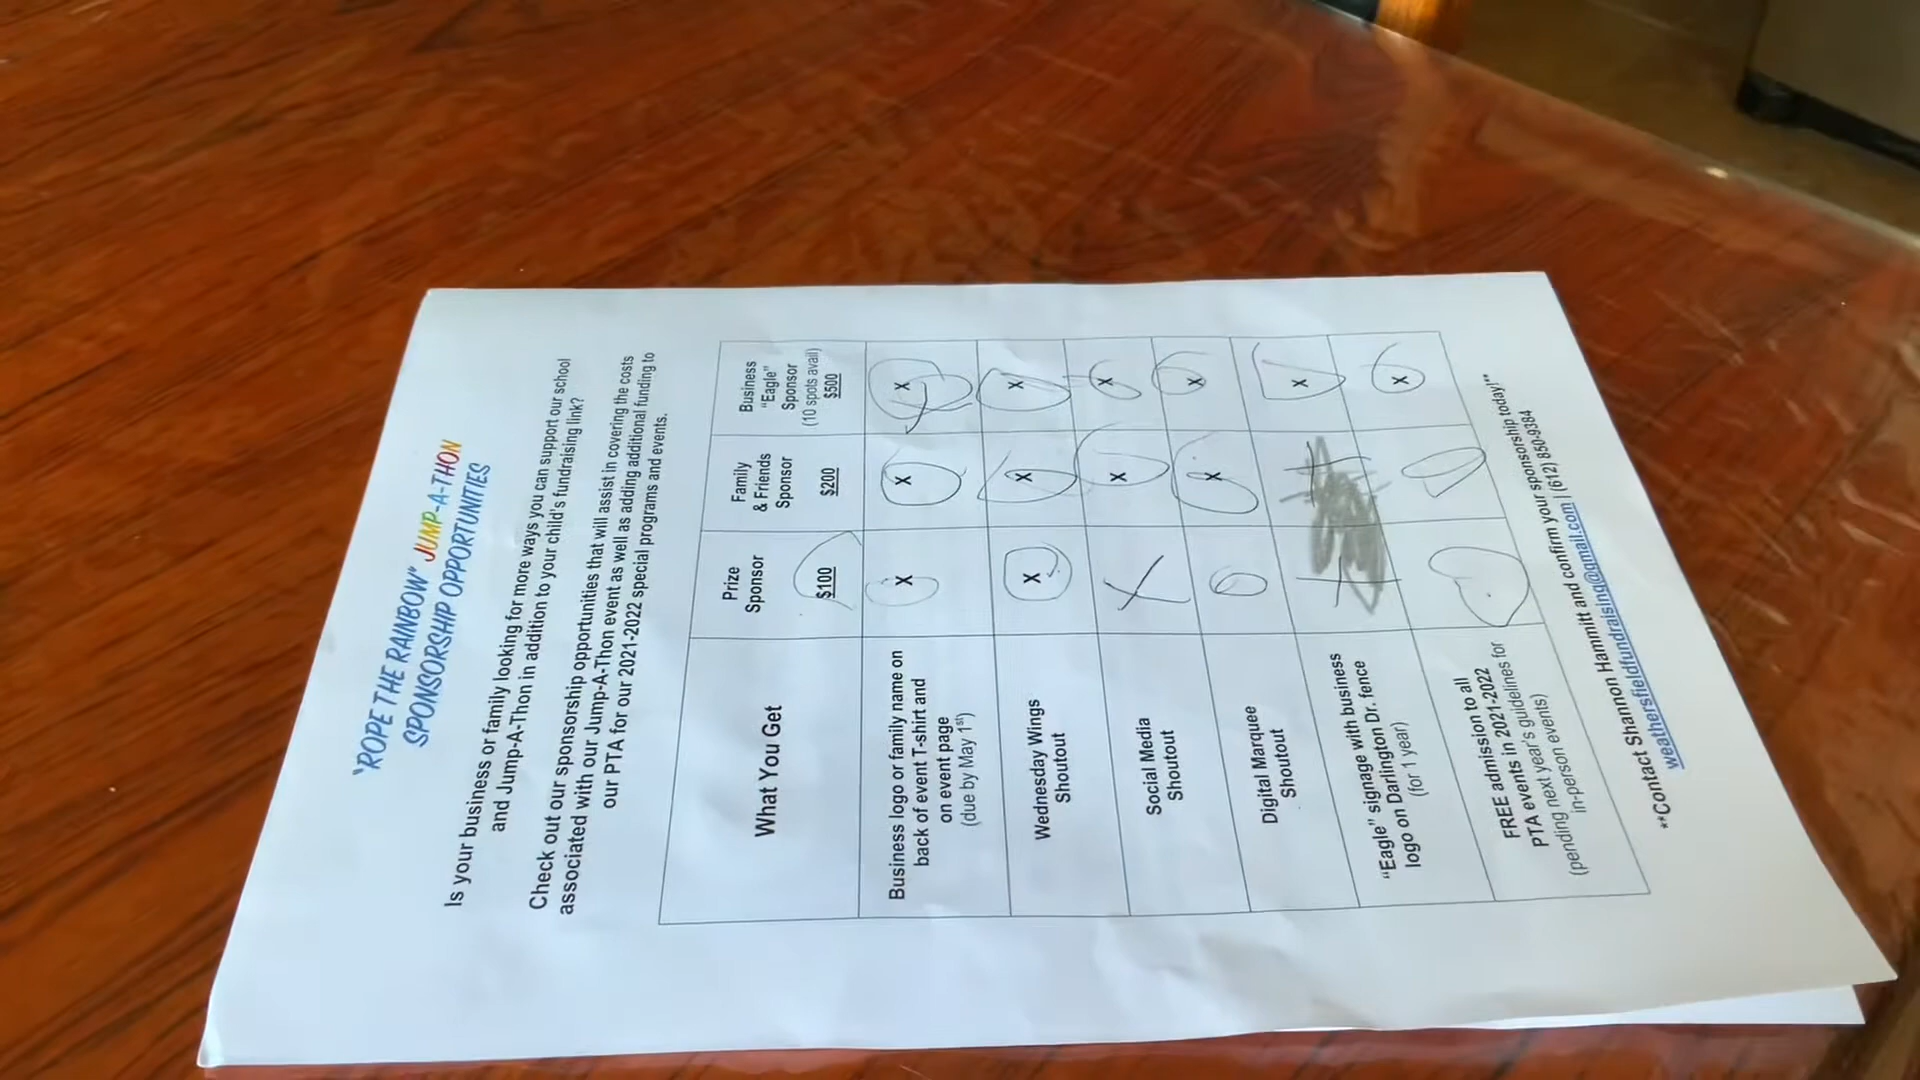 "ROPE THE RAINBOW" JUMP-A-THON
SPONSORSHIP OPPORTUNITIES
Is your business or family looking for more ways you can support our school
and Jump-A-Thon in addition to your child's fundraising link?
Check out our sponsorship opportunities that will assist in covering the costs
associated with our Jump-A-Thon event as well as adding additional funding to
our PTA for our 2021-2022 special programs and events.
What You Get
Prize
Sponsor
$100
Family
& Friends
Sponsor
$200
Business
"Eagle"
Sponsor
(10 spots avail)
$500
Business logo or family name on
back of event T-shirt and
on event page
(due by May 1st)
X
X
X
Wednesday Wings
Shoutout
X
X
X
Social Media
Shoutout
X
X
X
Digital Marquee
Shoutout
X
X
"Eagle" signage with business
logo on Darlington Dr. fence
(for 1 year)
X
FREE admission to all
PTA events in 2021-2022
(pending next year's guidelines for
in-person events)
X
**Contact Shannon Hammitt and confirm your sponsorship today!**
weathersfieldfundraising@gmail.com | (612) 850-9384